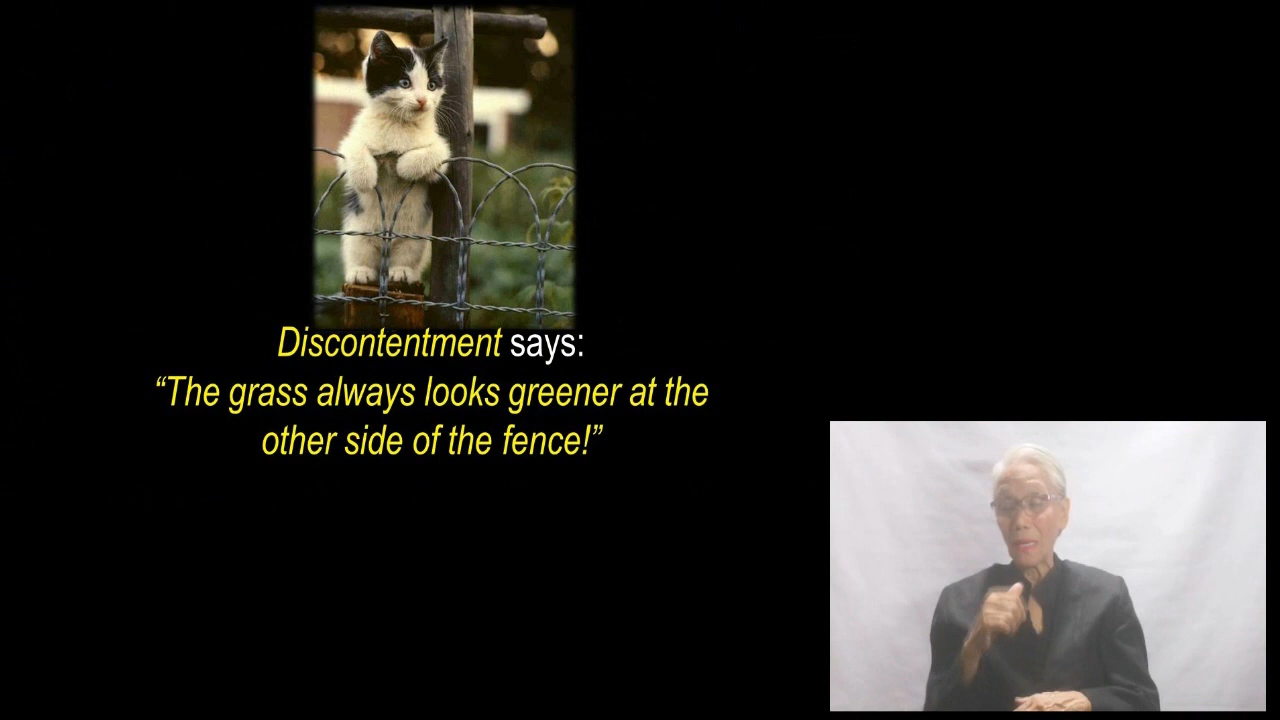 Discontentment says:
“The grass always looks greener at the
other side of the fence!”